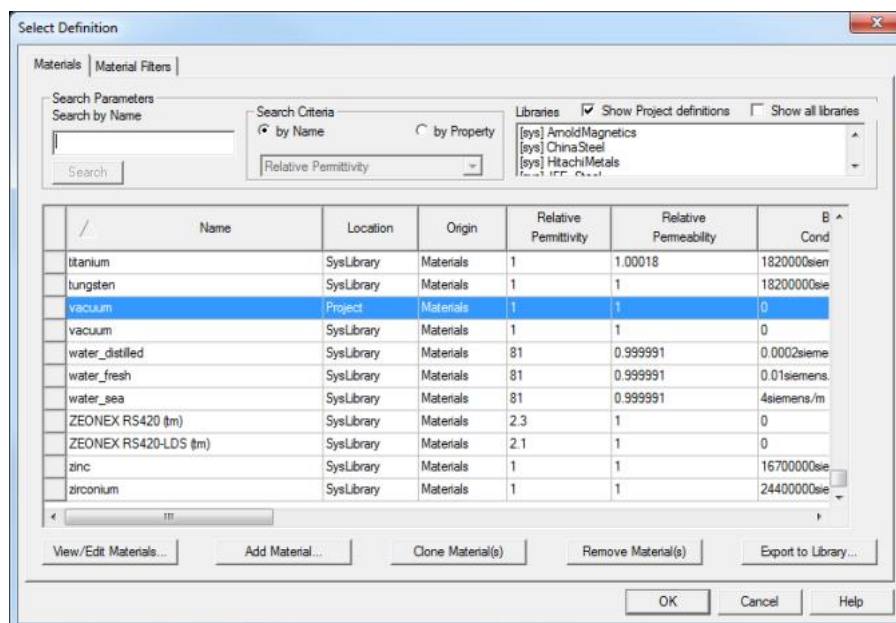 Select Definition
Materials
Material Filters
Search Parameters
Search by Name
Search
Search Criteria
by Name
by Property
Relative Permittivity
Libraries
Show Project definitions
Show all libraries
[sys] ArnoldMagnetics
[sys] ChinaSteel
[sys] HitachiMetals
Name Location Origin Relative Permittivity Relative Permeability B Cond
titanium SysLibrary Materials 1 1.00018 1820000siem
tungsten SysLibrary Materials 1 1 18200000sie
vacuum Project Materials 1 1 0
vacuum SysLibrary Materials 1 1 0
water_distilled SysLibrary Materials 81 0.999991 0.0002sieme
water_fresh SysLibrary Materials 81 0.999991 0.01siemens.
water_sea SysLibrary Materials 81 0.999991 4siemens/m
ZEONEX RS420 (tm) SysLibrary Materials 2.3 1 0
ZEONEX RS420-LDS (tm) SysLibrary Materials 2.1 1 0
zinc SysLibrary Materials 1 1 16700000sie
zirconium SysLibrary Materials 1 1 24400000sie
View/Edit Materials...
Add Material...
Clone Material(s)
Remove Material(s)
Export to Library...
OK
Cancel
Help